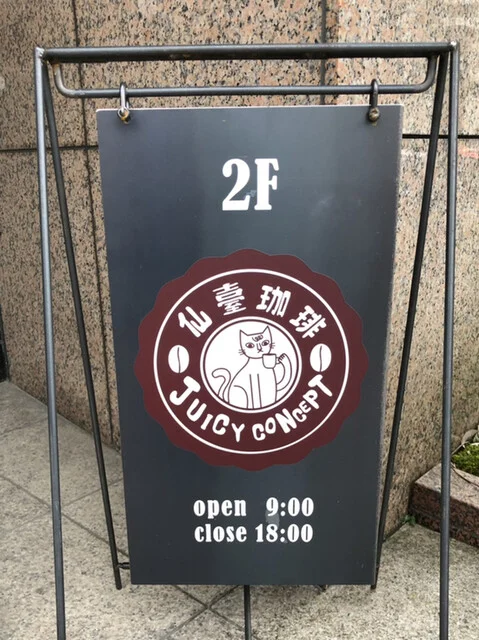 2F
仙臺珈琲
JUICY CONCEPT
open 9:00
close 18:00